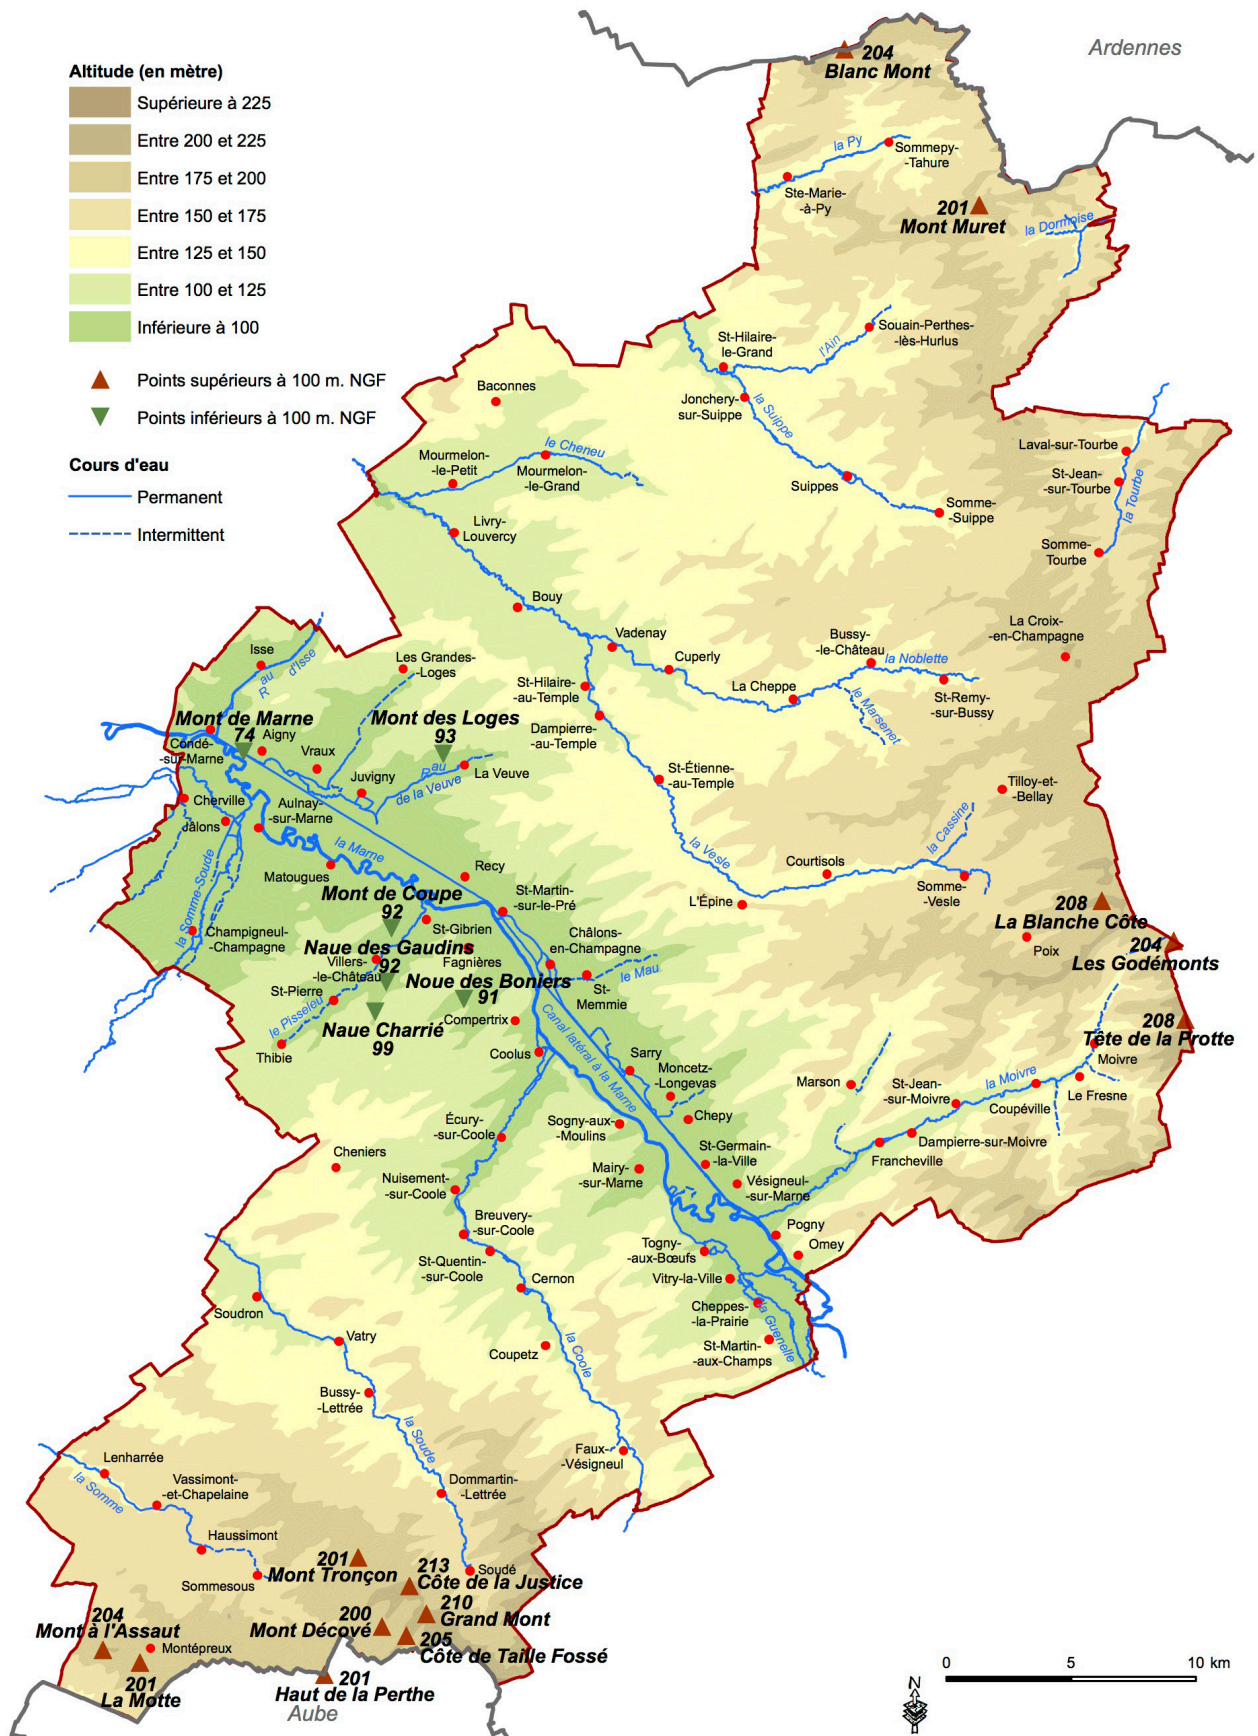 Ardennes
204
Blanc Mont
Altitude (en mètre)
Supérieure à 225
Entre 200 et 225
Entre 175 et 200
Entre 150 et 175
Entre 125 et 150
Entre 100 et 125
Inférieure à 100
Points supérieurs à 100 m. NGF
Points inférieurs à 100 m. NGF
Cours d'eau
Permanent
Intermittent
la Py
Sommepy-
-Tahure
Ste-Marie-
-à-Py
201
Mont Muret
la Dormoise
Souain-Perthes-
-lès-Hurlus
l'Ain
St-Hilaire-
le-Grand
Jonchery-
sur-Suippe
la Suippe
Baconnes
Mourmelon-
-le-Petit
le Cheneu
Mourmelon-
-le-Grand
Suippes
Somme-
-Suippe
Laval-sur-Tourbe
St-Jean-
-sur-Tourbe
la Tourbe
Somme-
Tourbe
Livry-
Louvercy
Bouy
Vadenay
Cuperly
Bussy-
-le-Château
la Noblette
La Croix-
-en-Champagne
La Cheppe
St-Remy-
-sur-Bussy
le Marsenet
Isse
R
au
d'Isse
Les Grandes-
-Loges
St-Hilaire-
-au-Temple
Dampierre-
-au-Temple
Mont de Marne
74
Mont des Loges
93
Condé-
-sur-Marne
Aigny
Vraux
Juvigny
R
au
de la Veuve
La Veuve
St-Étienne-
-au-Temple
Tilloy-et-
-Bellay
Cherville
Aulnay-
-sur-Marne
Jâlons
la Marne
la Vesle
la Cassine
Courtisols
Matougues
Recy
Somme-
-Vesle
L'Épine
la Somme-Soude
Mont de Coupe
92
St-Martin-
-sur-le-Pré
208
La Blanche Côte
Champigneul-
-Champagne
St-Gibrien
Châlons-
en-Champagne
Naue des Gaudins
92
Fagnières
Villers-
-le-Château
Poix
204
Les Godémonts
St-Pierre
Noue des Boniers
91
le Mau
St-
Memmie
le Pisseleu
Naue Charrié
99
Compertrix
Canal latéral à la Marne
208
Tête de la Protte
Thibie
Coolus
Sarry
Moncetz-
-Longevas
Marson
St-Jean-
-sur-Moivre
la Moivre
Moivre
Coupéville
Le Fresne
Chepy
Écury-
-sur-Coole
Sogny-aux-
-Moulins
Dampierre-sur-Moivre
Francheville
St-Germain-
-la-Ville
Cheniers
Mairy-
-sur-Marne
Nuisement-
-sur-Coole
Vésigneul-
-sur-Marne
Breuvery-
-sur-Coole
Pogny
Omey
Togny-
-aux-Bœufs
St-Quentin-
-sur-Coole
Cernon
Vitry-la-Ville
Soudron
Cheppes-
-la-Prairie
la Guenelle
Vatry
Coupetz
la Coole
St-Martin-
-aux-Champs
Bussy-
-Lettrée
la Soude
Faux-
-Vésigneul
Lenharrée
la Somme
Vassimont-
-et-Chapelaine
Dommartin-
-Lettrée
Haussimont
Sommesous
201
Mont Tronçon
213
Côte de la Justice
Soudé
204
Mont à l'Assaut
200
Mont Décové
210
Grand Mont
205
Côte de Taille Fossé
Montépreux
201
La Motte
201
Haut de la Perthe
Aube
0 5 10 km
N